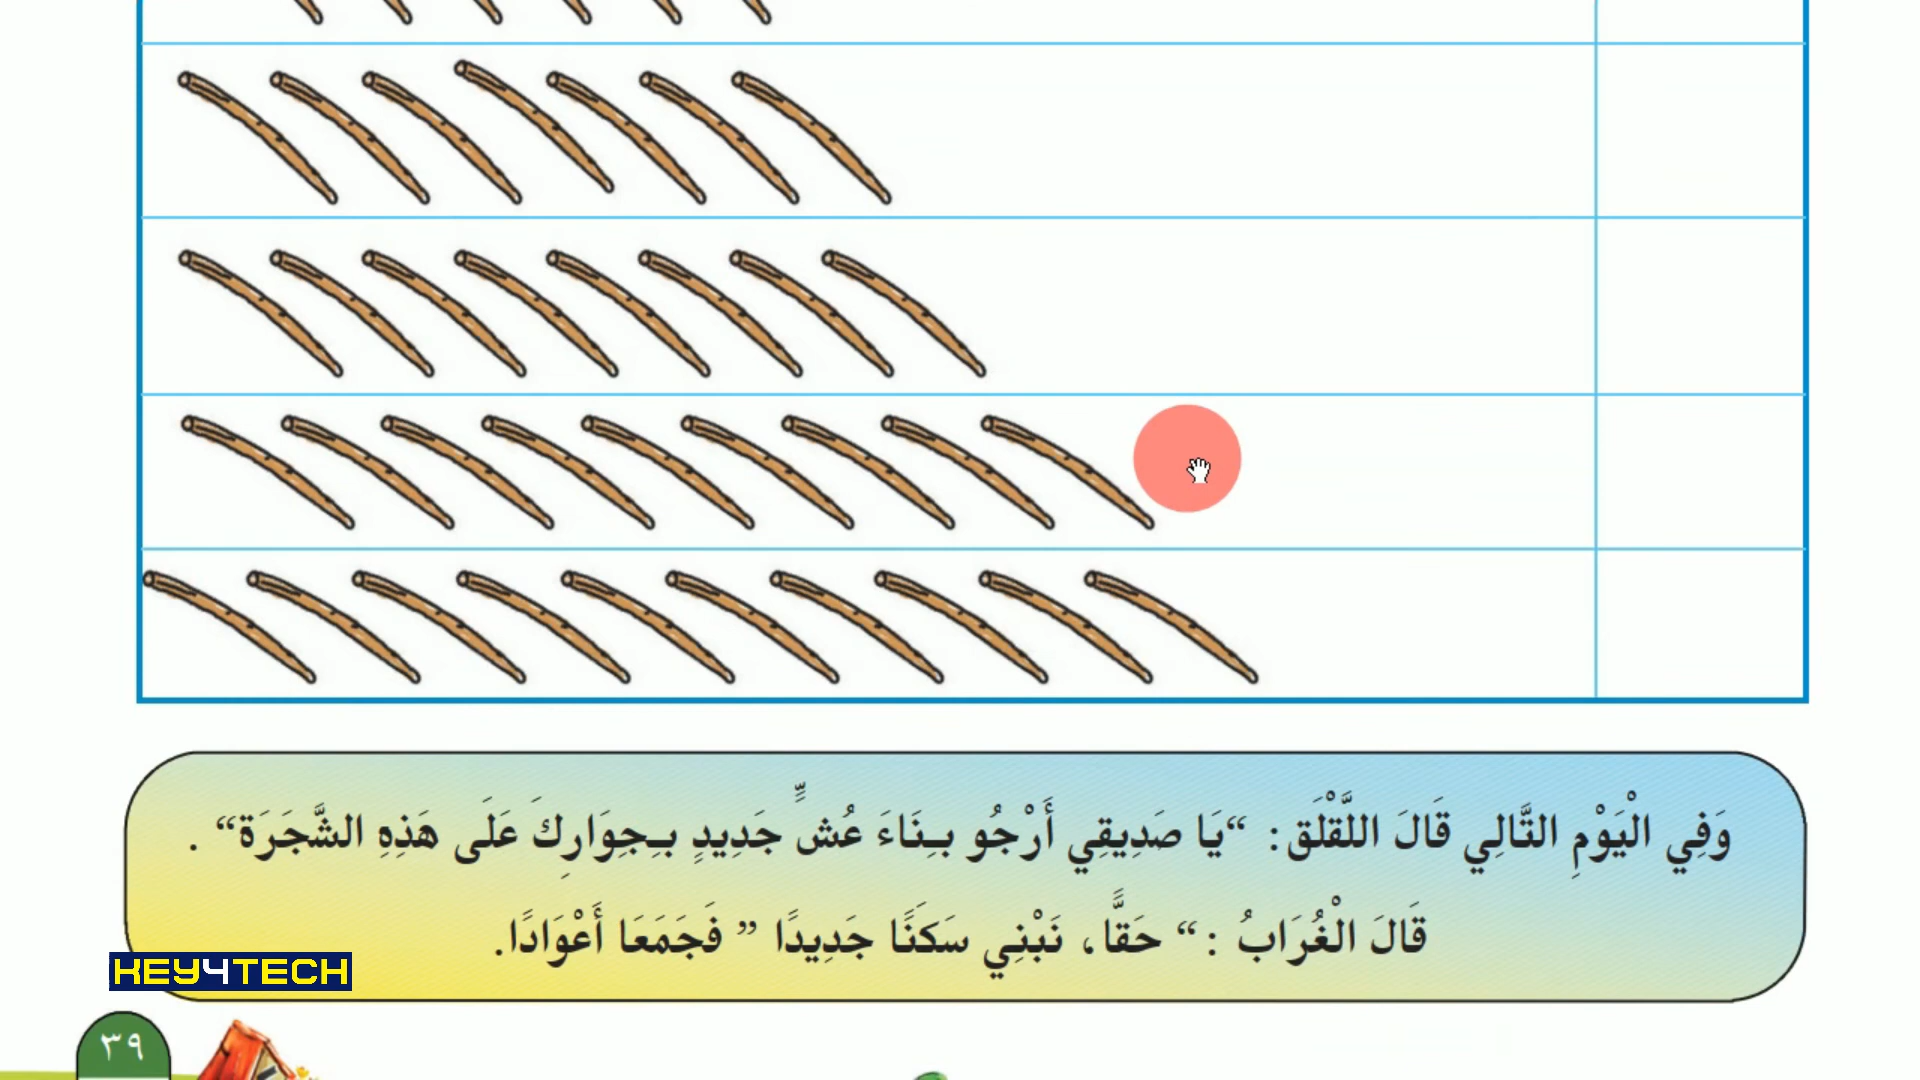 وَفِي الْيَوْمِ التَّالِي قَالَ اللَّقْلَق: “يَا صَدِيقِي أَرْجُو بِنَاءَ عُشٍّ جَدِيدٍ بِجِوَارِكَ عَلَى هَذِهِ الشَّجَرَة“ .
قَالَ الْغُرَابُ :“ حَقًّا، نَبْنِي سَكَنًا جَدِيدًا ” فَجَمَعَا أَعْوَادًا.
KEY4TECH
٣٩